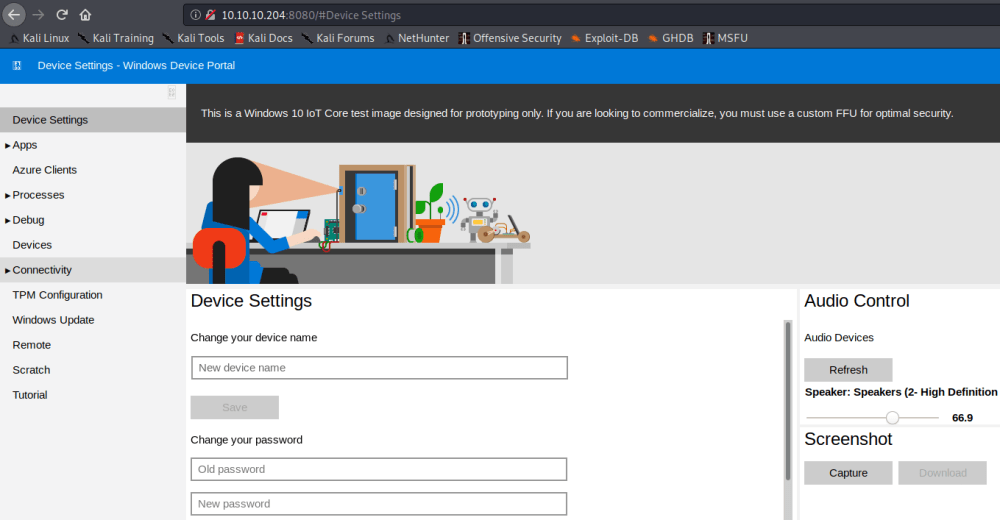 10.10.10.204:8080/#Device Settings
Kali Linux Kali Training Kali Tools Kali Docs Kali Forums NetHunter Offensive Security Exploit-DB GHDB MSFU
Device Settings - Windows Device Portal
Device Settings
Apps
Azure Clients
Processes
Debug
Devices
Connectivity
TPM Configuration
Windows Update
Remote
Scratch
Tutorial
This is a Windows 10 IoT Core test image designed for prototyping only. If you are looking to commercialize, you must use a custom FFU for optimal security.
Device Settings
Change your device name
New device name
Save
Change your password
Old password
New password
Audio Control
Audio Devices
Refresh
Speaker: Speakers (2- High Definition
66.9
Screenshot
Capture Download